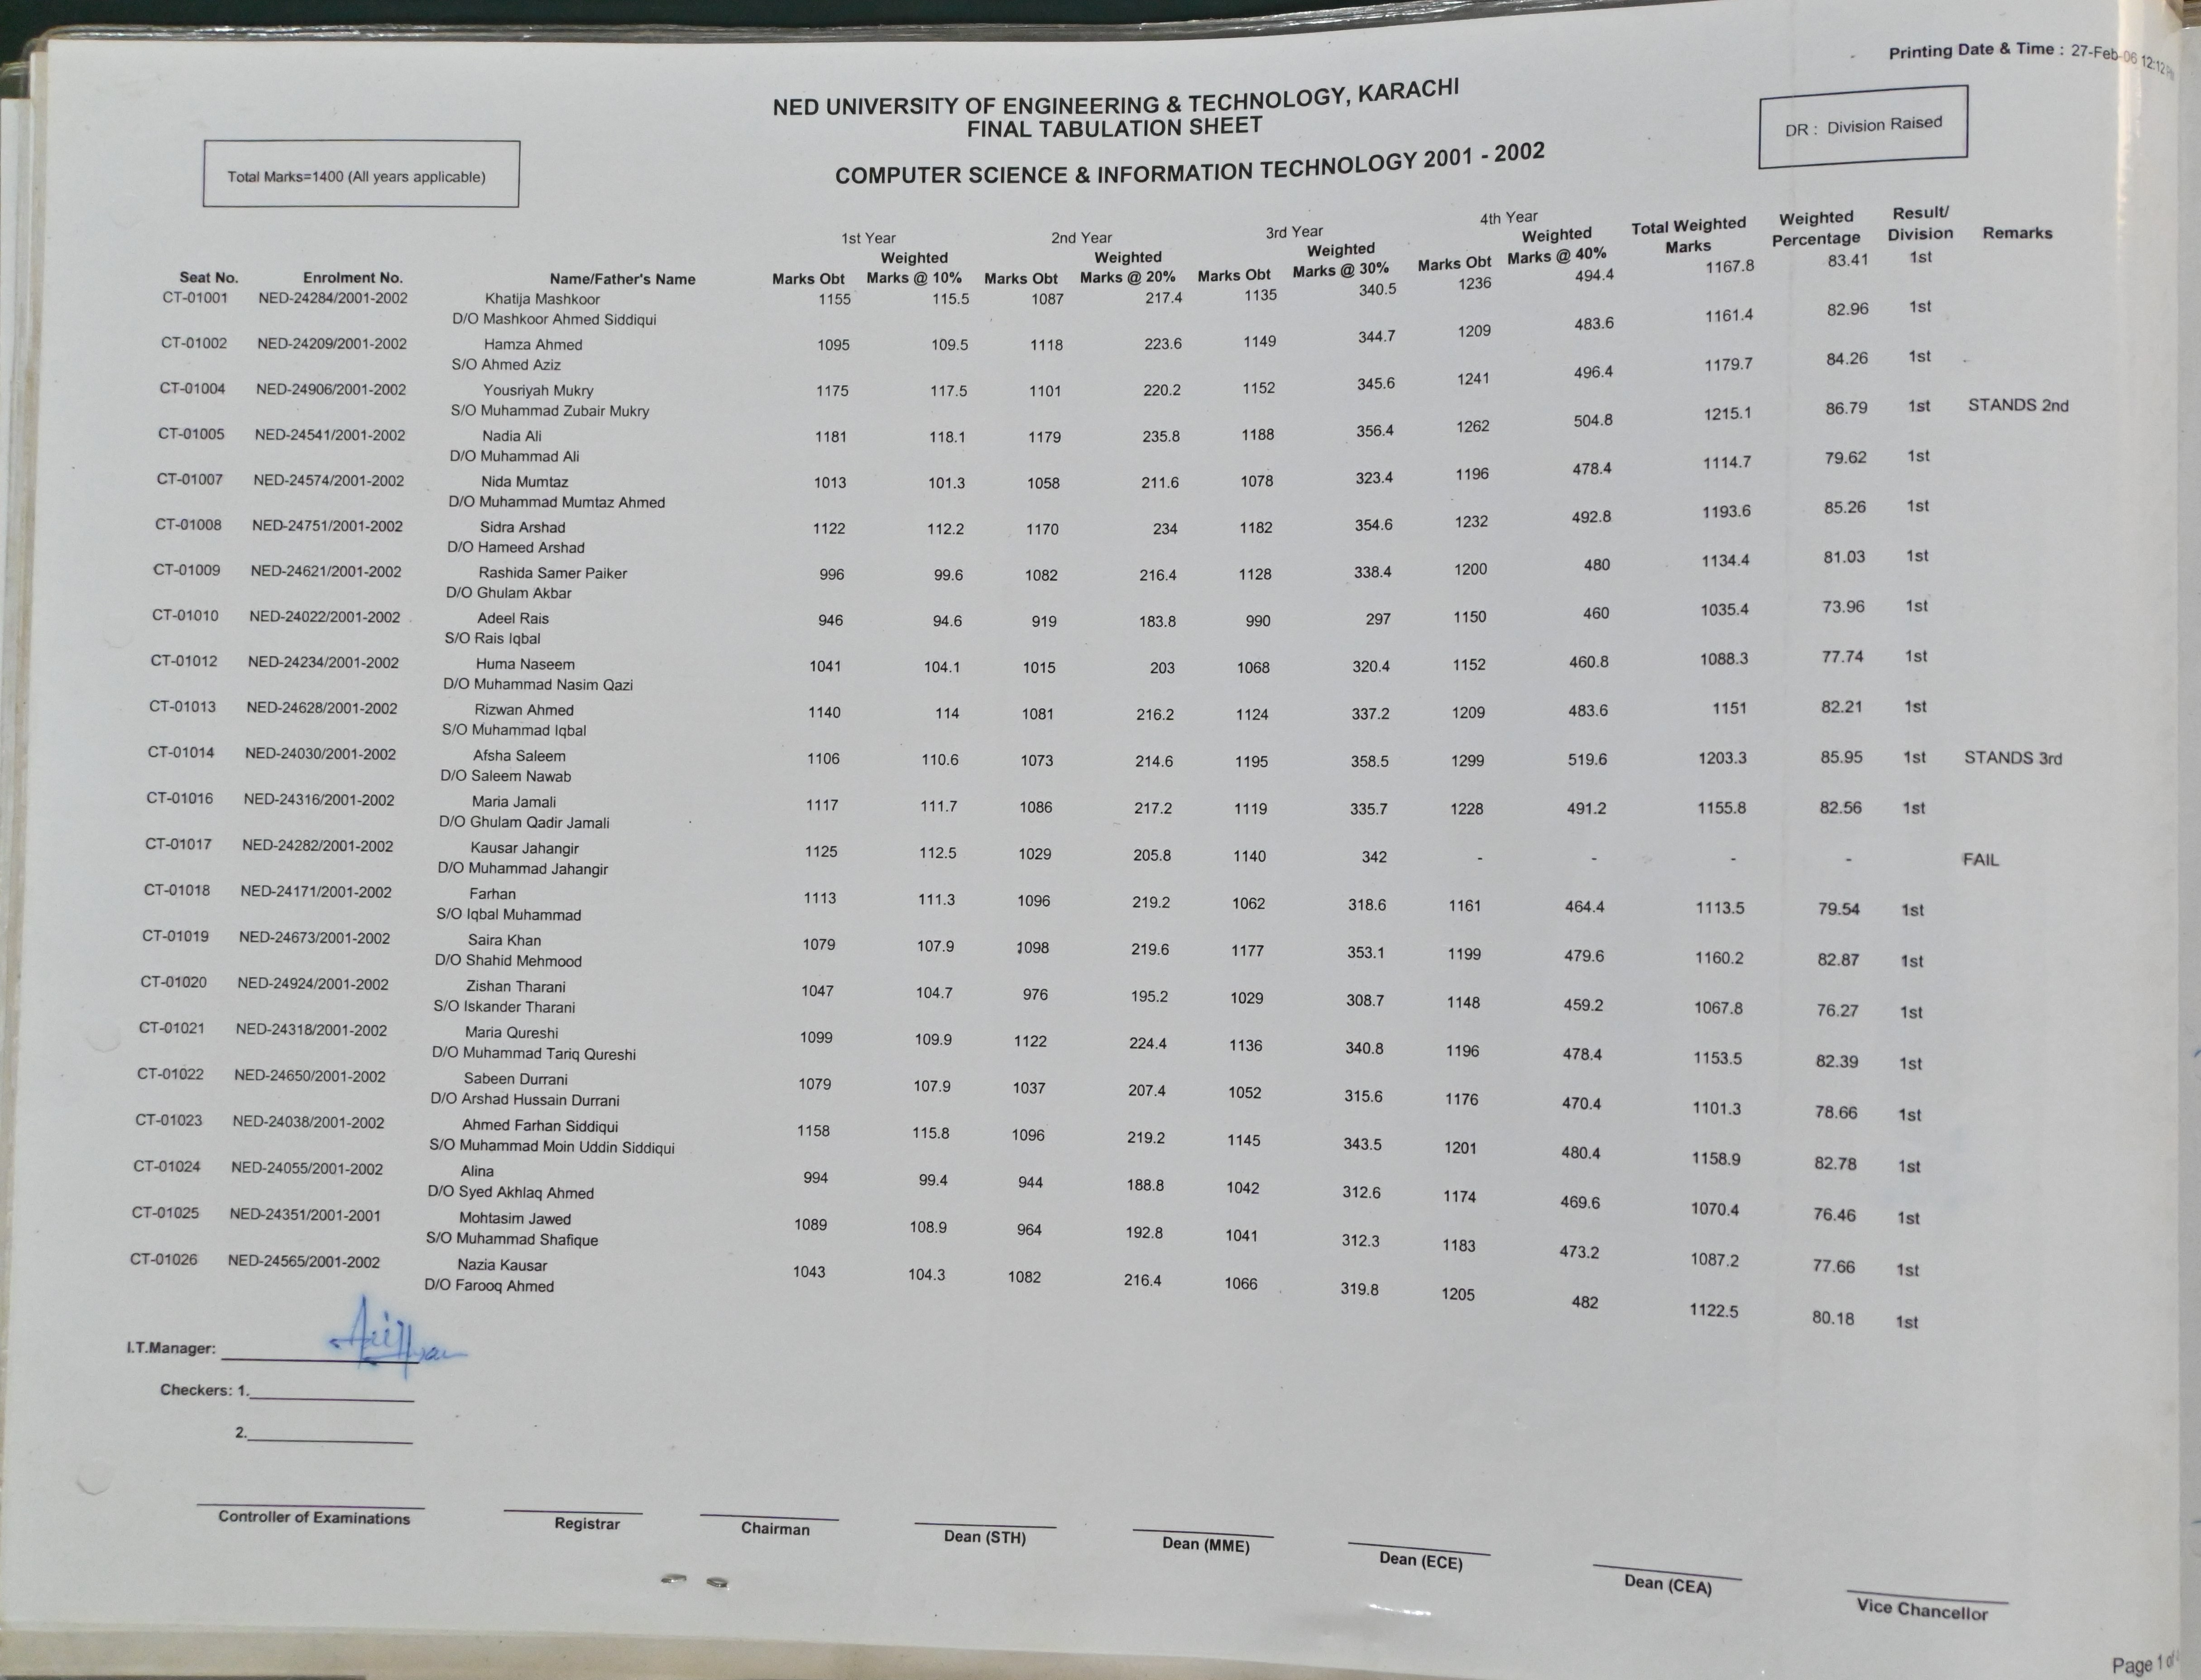 Printing Date & Time : 27-Feb-06 12:12
NED UNIVERSITY OF ENGINEERING & TECHNOLOGY, KARACHI
FINAL TABULATION SHEET
DR : Division Raised
Total Marks=1400 (All years applicable)
COMPUTER SCIENCE & INFORMATION TECHNOLOGY 2001 - 2002
1st Year 2nd Year 3rd Year 4th Year
Seat No. Enrolment No. Name/Father's Name Marks Obt Weighted Marks @ 10% Marks Obt Weighted Marks @ 20% Marks Obt Weighted Marks @ 30% Marks Obt Weighted Marks @ 40% Total Weighted Marks Weighted Percentage Result/ Division Remarks
CT-01001 NED-24284/2001-2002 Khatija Mashkoor 1155 115.5 1087 217.4 1135 340.5 1236 494.4 1167.8 83.41 1st
D/O Mashkoor Ahmed Siddiqui
CT-01002 NED-24209/2001-2002 Hamza Ahmed 1095 109.5 1118 223.6 1149 344.7 1209 483.6 1161.4 82.96 1st
S/O Ahmed Aziz
CT-01004 NED-24906/2001-2002 Yousriyah Mukry 1175 117.5 1101 220.2 1152 345.6 1241 496.4 1179.7 84.26 1st
S/O Muhammad Zubair Mukry
CT-01005 NED-24541/2001-2002 Nadia Ali 1181 118.1 1179 235.8 1188 356.4 1262 504.8 1215.1 86.79 1st STANDS 2nd
D/O Muhammad Ali
CT-01007 NED-24574/2001-2002 Nida Mumtaz 1013 101.3 1058 211.6 1078 323.4 1196 478.4 1114.7 79.62 1st
D/O Muhammad Mumtaz Ahmed
CT-01008 NED-24751/2001-2002 Sidra Arshad 1122 112.2 1170 234 1182 354.6 1232 492.8 1193.6 85.26 1st
D/O Hameed Arshad
CT-01009 NED-24621/2001-2002 Rashida Samer Paiker 996 99.6 1082 216.4 1128 338.4 1200 480 1134.4 81.03 1st
D/O Ghulam Akbar
CT-01010 NED-24022/2001-2002 Adeel Rais 946 94.6 919 183.8 990 297 1150 460 1035.4 73.96 1st
S/O Rais Iqbal
CT-01012 NED-24234/2001-2002 Huma Naseem 1041 104.1 1015 203 1068 320.4 1152 460.8 1088.3 77.74 1st
D/O Muhammad Nasim Qazi
CT-01013 NED-24628/2001-2002 Rizwan Ahmed 1140 114 1081 216.2 1124 337.2 1209 483.6 1151 82.21 1st
S/O Muhammad Iqbal
CT-01014 NED-24030/2001-2002 Afsha Saleem 1106 110.6 1073 214.6 1195 358.5 1299 519.6 1203.3 85.95 1st STANDS 3rd
D/O Saleem Nawab
CT-01016 NED-24316/2001-2002 Maria Jamali 1117 111.7 1086 217.2 1119 335.7 1228 491.2 1155.8 82.56 1st
D/O Ghulam Qadir Jamali
CT-01017 NED-24282/2001-2002 Kausar Jahangir 1125 112.5 1029 205.8 1140 342 - - - - FAIL
D/O Muhammad Jahangir
CT-01018 NED-24171/2001-2002 Farhan 1113 111.3 1096 219.2 1062 318.6 1161 464.4 1113.5 79.54 1st
S/O Iqbal Muhammad
CT-01019 NED-24673/2001-2002 Saira Khan 1079 107.9 1098 219.6 1177 353.1 1199 479.6 1160.2 82.87 1st
D/O Shahid Mehmood
CT-01020 NED-24924/2001-2002 Zishan Tharani 1047 104.7 976 195.2 1029 308.7 1148 459.2 1067.8 76.27 1st
S/O Iskander Tharani
CT-01021 NED-24318/2001-2002 Maria Qureshi 1099 109.9 1122 224.4 1136 340.8 1196 478.4 1153.5 82.39 1st
D/O Muhammad Tariq Qureshi
CT-01022 NED-24650/2001-2002 Sabeen Durrani 1079 107.9 1037 207.4 1052 315.6 1176 470.4 1101.3 78.66 1st
D/O Arshad Hussain Durrani
CT-01023 NED-24038/2001-2002 Ahmed Farhan Siddiqui 1158 115.8 1096 219.2 1145 343.5 1201 480.4 1158.9 82.78 1st
S/O Muhammad Moin Uddin Siddiqui
CT-01024 NED-24055/2001-2002 Alina 994 99.4 944 188.8 1042 312.6 1174 469.6 1070.4 76.46 1st
D/O Syed Akhlaq Ahmed
CT-01025 NED-24351/2001-2001 Mohtasim Jawed 1089 108.9 964 192.8 1041 312.3 1183 473.2 1087.2 77.66 1st
S/O Muhammad Shafique
CT-01026 NED-24565/2001-2002 Nazia Kausar 1043 104.3 1082 216.4 1066 319.8 1205 482 1122.5 80.18 1st
D/O Farooq Ahmed
I.T.Manager:
Checkers: 1.
2.
Controller of Examinations Registrar Chairman Dean (STH) Dean (MME) Dean (ECE) Dean (CEA) Vice Chancellor
Page 1 of